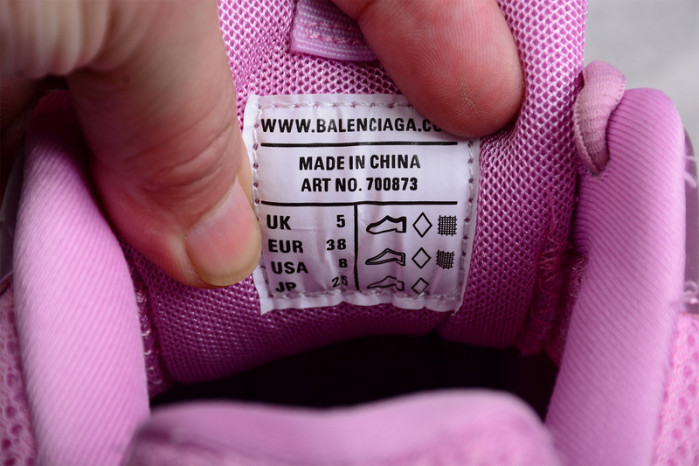 WWW.BALENCIAGA.CO
MADE IN CHINA
ART NO. 700873
UK 5
EUR 38
USA 8
JP